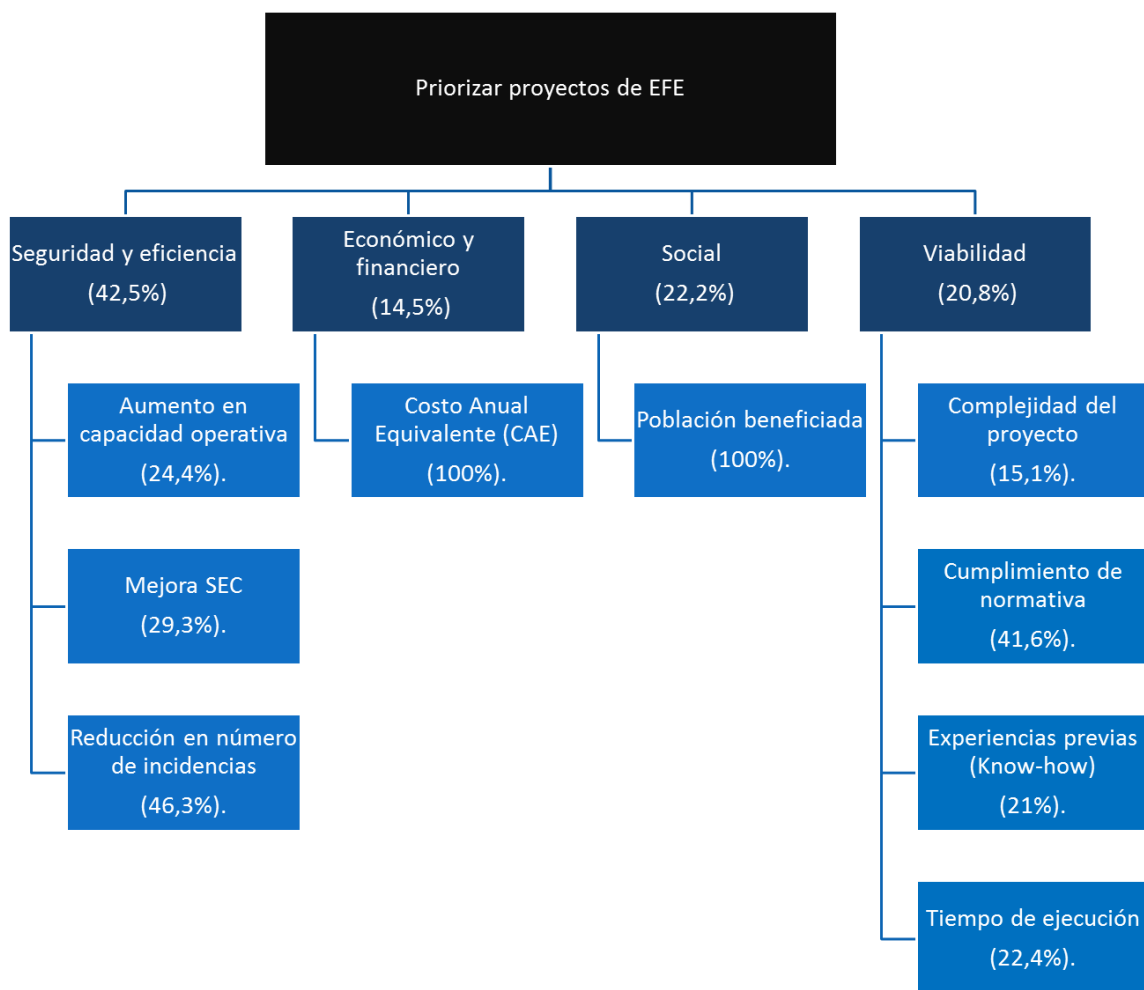 Priorizar proyectos de EFE
Seguridad y eficiencia
(42,5%)
Aumento en
capacidad operativa
(24,4%).
Mejora SEC
(29,3%).
Reducción en número
de incidencias
(46,3%).
Económico y
financiero
(14,5%)
Costo Anual
Equivalente (CAE)
(100%).
Social
(22,2%)
Población beneficiada
(100%).
Viabilidad
(20,8%)
Complejidad del
proyecto
(15,1%).
Cumplimiento de
normativa
(41,6%).
Experiencias previas
(Know-how)
(21%).
Tiempo de ejecución
(22,4%).